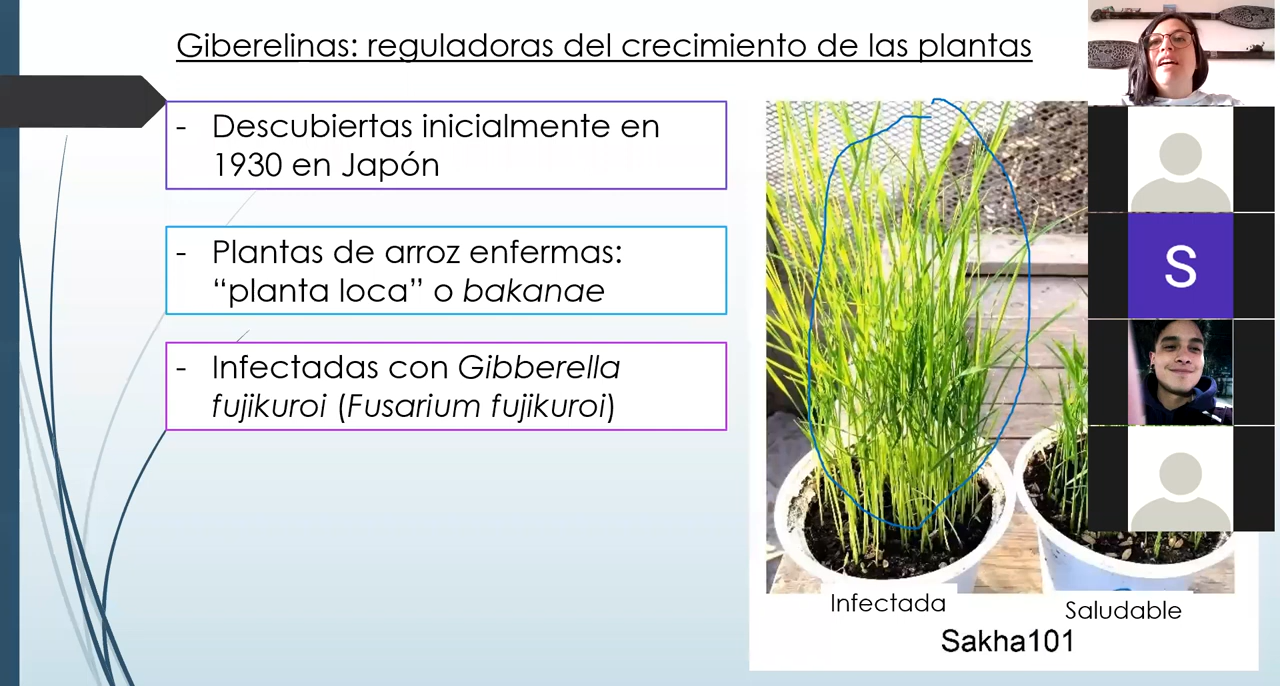 Giberelinas: reguladoras del crecimiento de las plantas
- Descubiertas inicialmente en
1930 en Japón
- Plantas de arroz enfermas:
“planta loca” o bakanae
- Infectadas con Gibberella
fujikuroi (Fusarium fujikuroi)
S
Infectada
Saludable
Sakha101